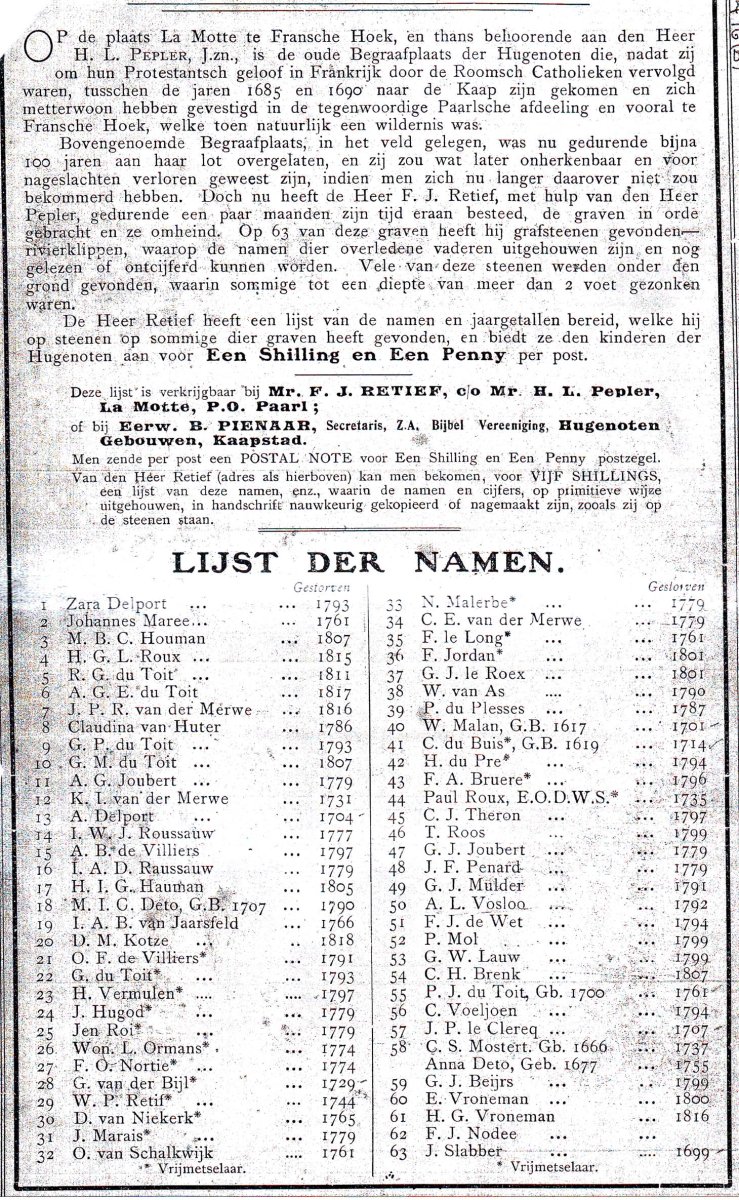 OP de plaats La Motte te Fransche Hoek, en thans behoorende aan den Heer
H. L. PEPLER, J.zn., is de oude Begraafplaats der Hugenoten die, nadat zij
om hun Protestantsch geloof in Frankrijk door de Roomsch Catholieken vervolgd
waren, tusschen de jaren 1685 en 1690 naar de Kaap zijn gekomen en zich
metterwoon hebben gevestigd in de tegenwoordige Paarlsche afdeeling en vooral te
Fransche Hoek, welke toen natuurlijk een wildernis was.
Bovengenoemde Begraafplaats, in het veld gelegen, was nu gedurende bijna
100 jaren aan haar lot overgelaten, en zij zou wat later onherkenbaar en voor
nageslachten verloren geweest zijn, indien men zich nu langer daarover niet zou
bekommerd hebben. Doch nu heeft de Heer F. J. Retief, met hulp van den Heer
Pepler, gedurende een paar maanden zijn tijd eraan besteed, de graven in orde
gebracht en ze omheind. Op 63 van deze graven heeft hij grafsteenen gevonden—
rivierklippen, waarop de namen dier overledene vaderen uitgehouwen zijn en nog
gelezen of ontcijferd kunnen worden. Vele van deze steenen werden onder den
grond gevonden, waarin sommige tot een diepte van meer dan 2 voet gezonken
waren.
De Heer Retief heeft een lijst van de namen en jaargetallen bereid, welke hij
op steenen op sommige dier graven heeft gevonden, en biedt ze den kinderen der
Hugenoten aan voor Een Shilling en Een Penny per post.
Deze lijst is verkrijgbaar bij Mr. F. J. RETIEF, c/o Mr. H. L. Pepler,
La Motte, P.O. Paarl ;
of bij Eerw. B. PIENAAR, Secretaris, Z.A. Bijbel Vereeniging, Hugenoten
Gebouwen, Kaapstad.
Men zende per post een POSTAL NOTE voor Een Shilling en Een Penny postzegel.
Van den Heer Retief (adres als hierboven) kan men bekomen, voor VIJF SHILLINGS,
een lijst van deze namen, enz., waarin de namen en cijfers, op primitieve wijze
uitgehouwen, in handschrift nauwkeurig gekopieerd of nagemaakt zijn, zooals zij op
de steenen staan.
LIJST DER NAMEN.
Gestorven
1 Zara Delport ... ... 1793
2 Johannes Maree... ... 1761
3 M. B. C. Houman ... 1807
4 H. G. L. Roux ... ... 1815
5 R. G. du Toit ... ... 1811
6 A. G. E. du Toit ... 1817
7 J. P. R. van der Merwe ... 1816
8 Claudina van Huter ... 1786
9 G. P. du Toit ... ... 1793
10 G. M. du Toit ... ... 1807
11 A. G. Joubert ... ... 1779
12 K. I. van der Merwe ... 1731
13 A. Delport ... ... 1704
14 I. W. J. Roussauw ... 1777
15 A. B. de Villiers ... 1797
16 I. A. D. Raussauw ... 1779
17 H. I. G. Hauman ... 1805
18 M. I. C. Deto, G.B. 1707 ... 1790
19 I. A. B. van Jaarsfeld ... 1766
20 D. M. Kotze ... .. 1818
21 O. F. de Villiers* ... 1791
22 G. du Toit* ... ... 1793
23 H. Vermulen* .... .... 1797
24 J. Hugod* ... ... 1779
25 Jen Roi* ... ... 1779
26 Won. L. Ormans* ... 1774
27 F. O. Nortie* ... ... 1774
28 G. van der Bijl* ... 1729
29 W. P. Retif* ... ... 1744
30 D. van Niekerk* ... 1765
31 J. Marais* ... ... 1779
32 O. van Schalkwijk .... 1761
* Vrijmetselaar.
Gestorven
33 N. Malerbe* ... ... 1779
34 C. E. van der Merwe ... 1779
35 F. le Long* ... ... 1761
36 F. Jordan* ... ... 1801
37 G. J. le Roex ... ... 1801
38 W. van As .... ... 1790
39 P. du Plesses ... ... 1787
40 W. Malan, G.B. 1617 ... 1701
41 C. du Buis*, G.B. 1619 ... 1714
42 H. du Pre* ... ... 1794
43 F. A. Bruere* ... ... 1796
44 Paul Roux, E.O.D.W.S.* ... 1735
45 C. J. Theron ... ... 1797
46 T. Roos ... ... 1799
47 G. J. Joubert ... ... 1779
48 J. F. Penard ... ... 1779
49 G. J. Mulder ... ... 1791
50 A. L. Vosloo ... ... 1792
51 F. J. de Wet ... ... 1794
52 P. Mol ... ... 1799
53 G. W. Lauw ... ... 1799
54 C. H. Brenk ... ... 1807
55 P. J. du Toit, Gb. 1700 ... 1761
56 C. Voeljoen ... ... 1794
57 J. P. le Clereq ... ... 1707
58 C. S. Mostert. Gb. 1666 ... 1737
Anna Deto, Geb. 1677 ... 1755
59 G. J. Beijrs ... ... 1799
60 E. Vroneman ... ... 1800
61 H. G. Vroneman ... 1816
62 F. J. Nodee ... ...
63 J. Slabber ... .... 1699
* Vrijmetselaar.